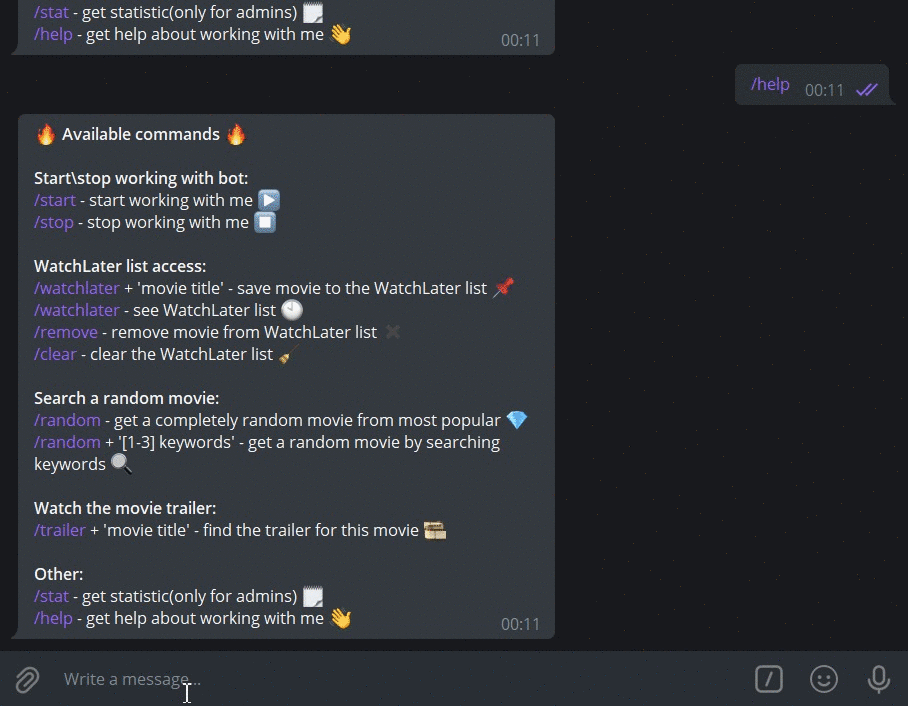 /stat - get statistic(only for admins)
/help - get help about working with me 👋
00:11
/help 00:11
🔥 Available commands 🔥
Start\stop working with bot:
/start - start working with me ▶️
/stop - stop working with me ⏹️
WatchLater list access:
/watchlater + 'movie title' - save movie to the WatchLater list 📌
/watchlater - see WatchLater list 🕙
/remove - remove movie from WatchLater list ✖️
/clear - clear the WatchLater list 🧹
Search a random movie:
/random - get a completely random movie from most popular 💎
/random + '[1-3] keywords' - get a random movie by searching
keywords 🔍
Watch the movie trailer:
/trailer + 'movie title' - find the trailer for this movie
Other:
/stat - get statistic(only for admins)
/help - get help about working with me 👋
00:11
Write a message...